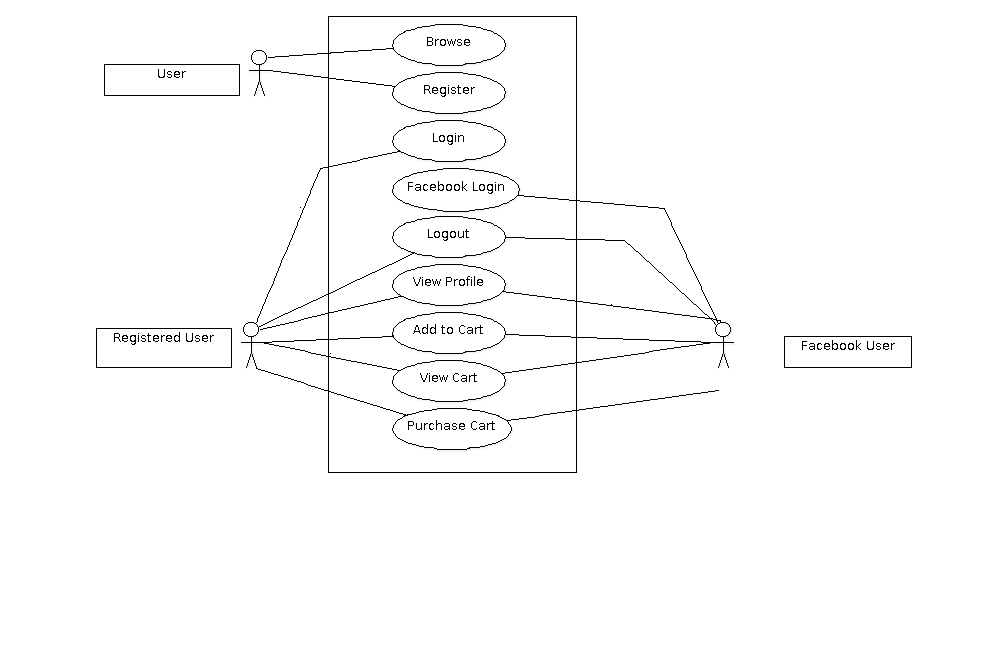 Browse
User
Register
Login
Facebook Login
Logout
View Profile
Add to Cart
Registered User
Facebook User
View Cart
Purchase Cart